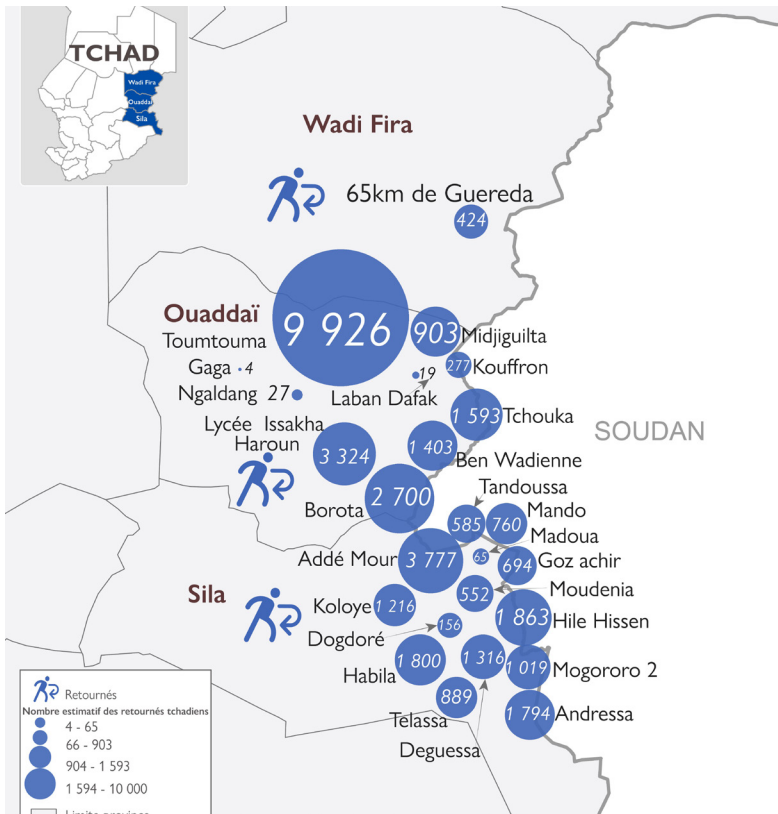 TCHAD
Wadi Fira
Ouaddaï
Sila
Wadi Fira
65km de Guereda
424
Ouaddaï
Toumtouma
9 926
903
Midjiguilta
Gaga
4
19
277
Kouffron
Ngaldang
27
Laban Dafak
Lycée Issakha
Haroun
3 324
1 593
Tchouka
SOUDAN
1 403
Ben Wadienne
Borota
2 700
Tandoussa
585
760
Mando
Madoua
Addé Mour
3 777
65
694
Goz achir
Sila
Koloye
1 216
552
Moudenia
Dogdoré
156
1 863
Hile Hissen
Habila
1 800
1 316
1 019
Mogororo 2
889
Telassa
Deguessa
1 794
Andressa
Retournés
Nombre estimatif des retournés tchadiens
4 - 65
66 - 903
904 - 1 593
1 594 - 10 000